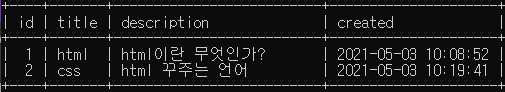 id | title | description | created
1 | html | html이란 무엇인가? | 2021-05-03 10:08:52
2 | css | html 꾸주는 언어 | 2021-05-03 10:19:41